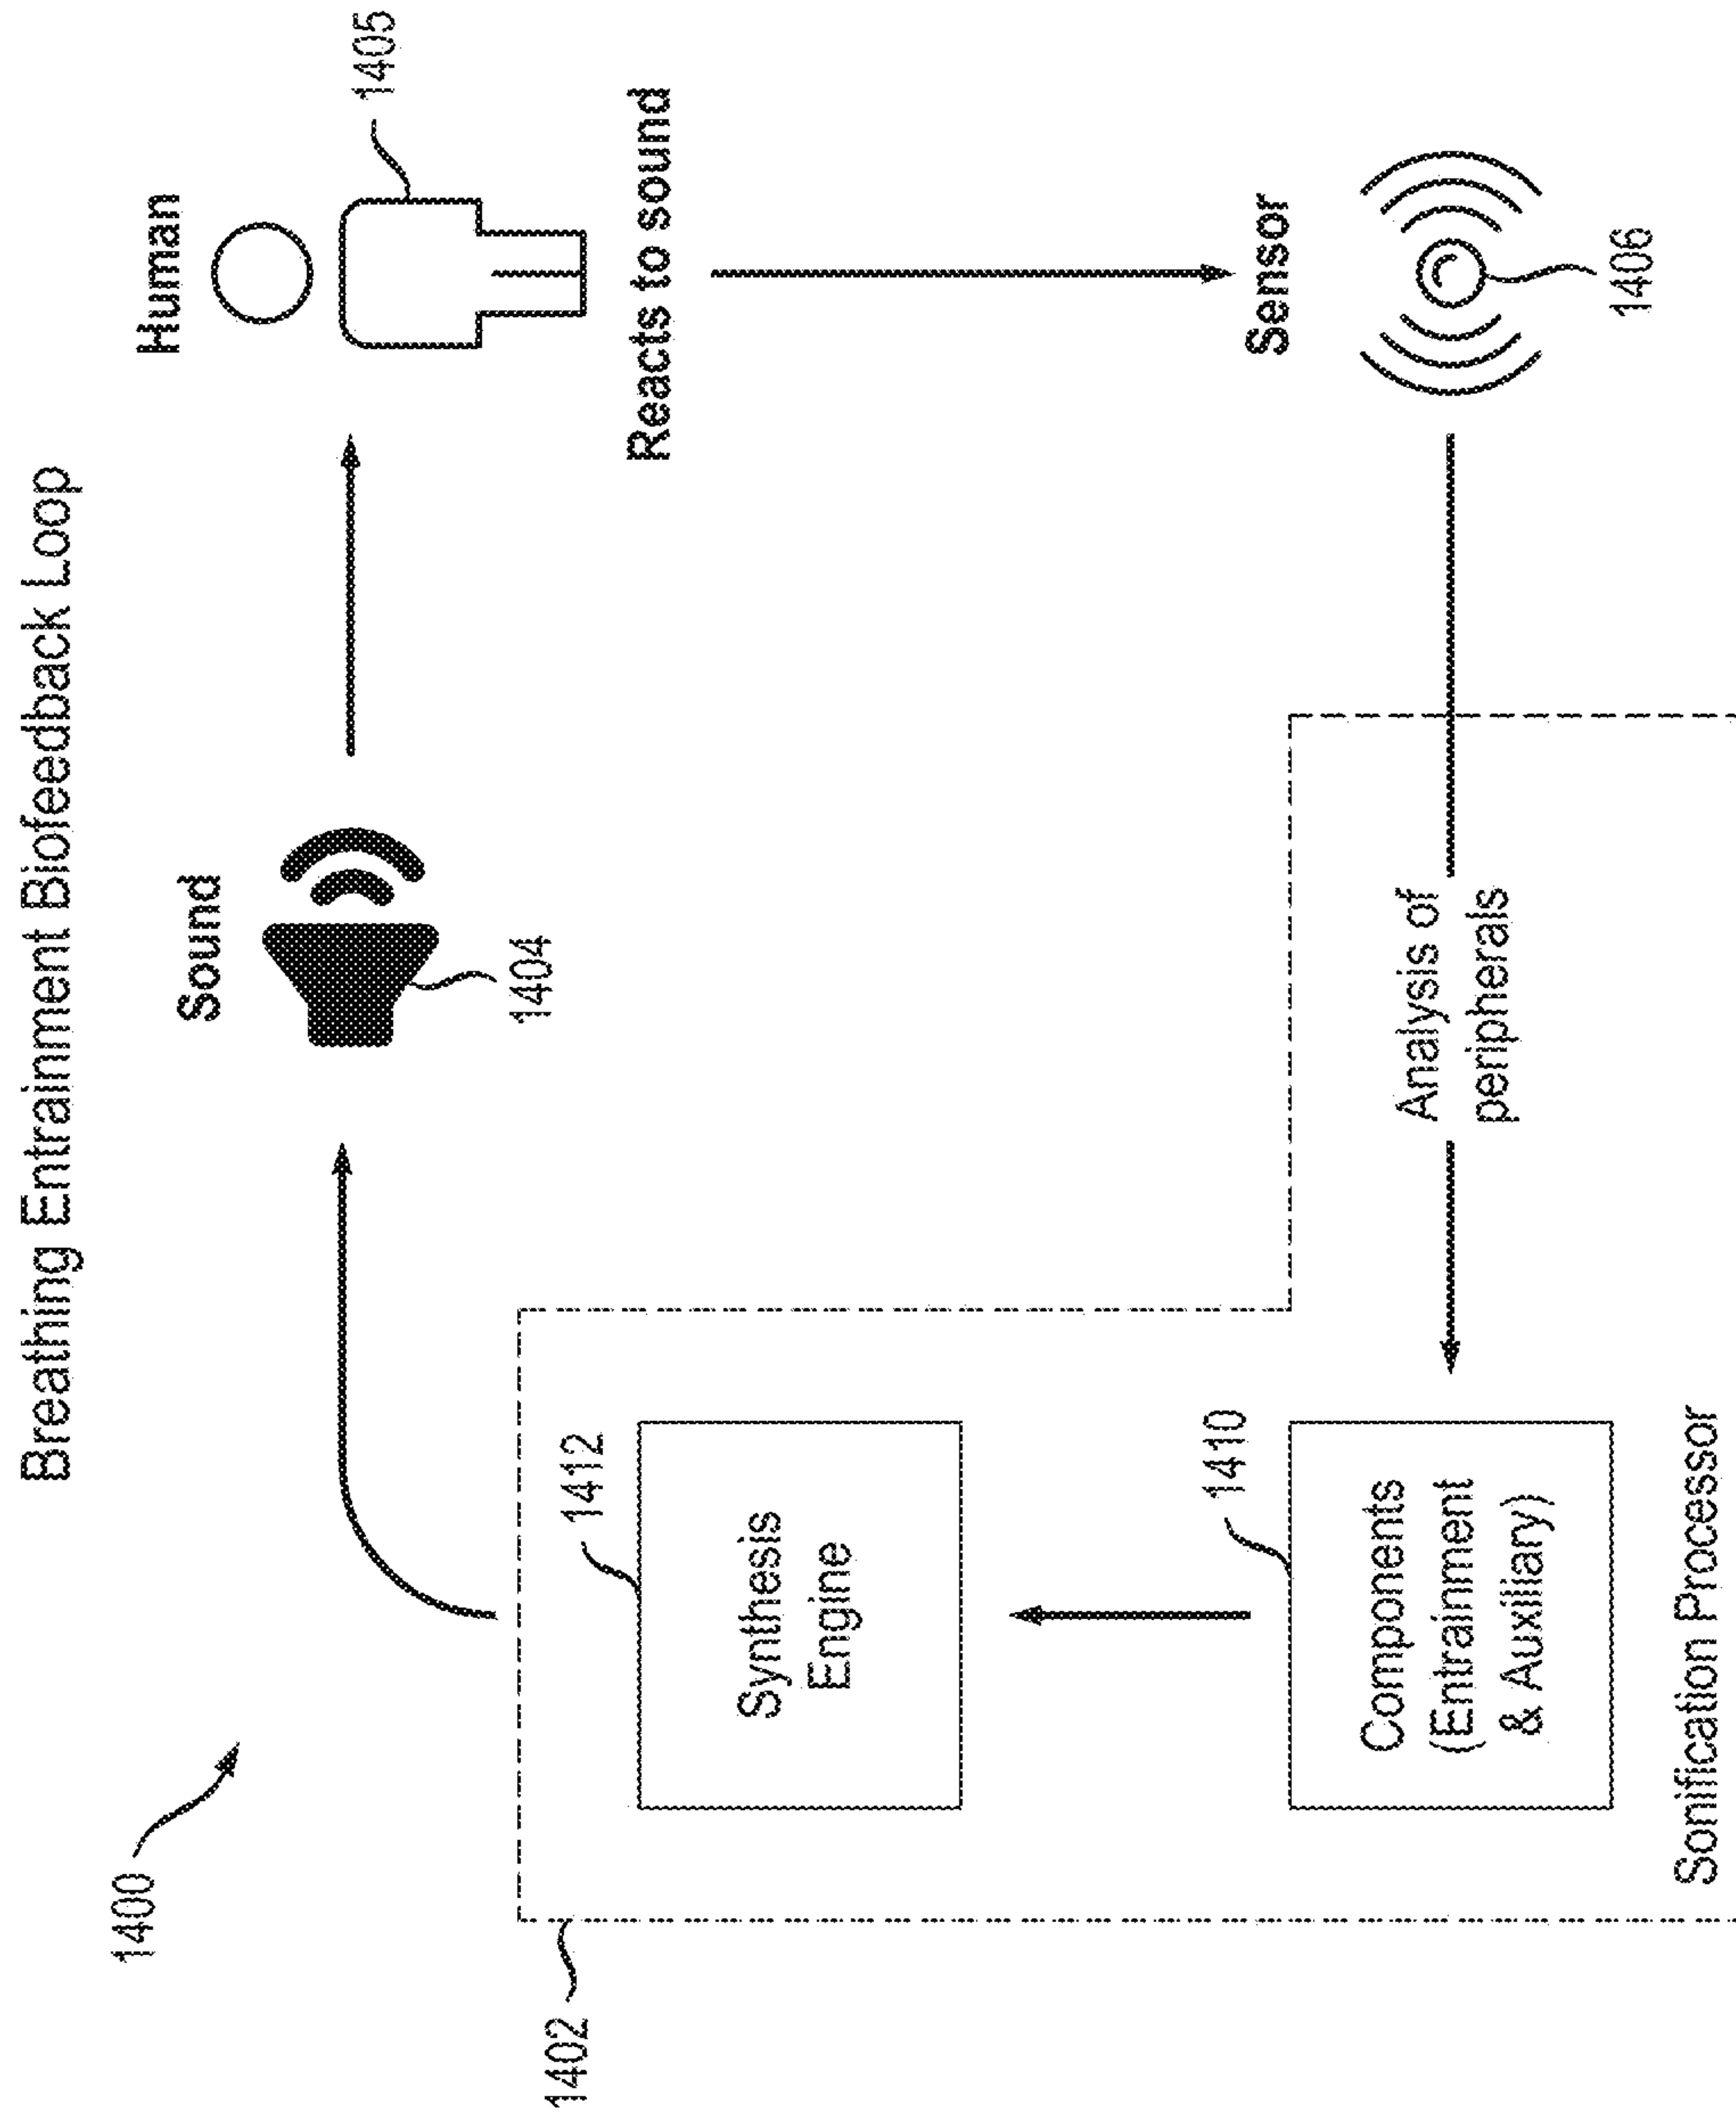 Breathing Entrainment Biofeedback Loop
1400
Sound
1404
Human
1405
Reacts to sound
1402
1412
Synthesis
Engine
1410
Components
(Entrainment
& Auxiliary)
Analysis of
peripherals
Sensor
1406
Sonification Processor